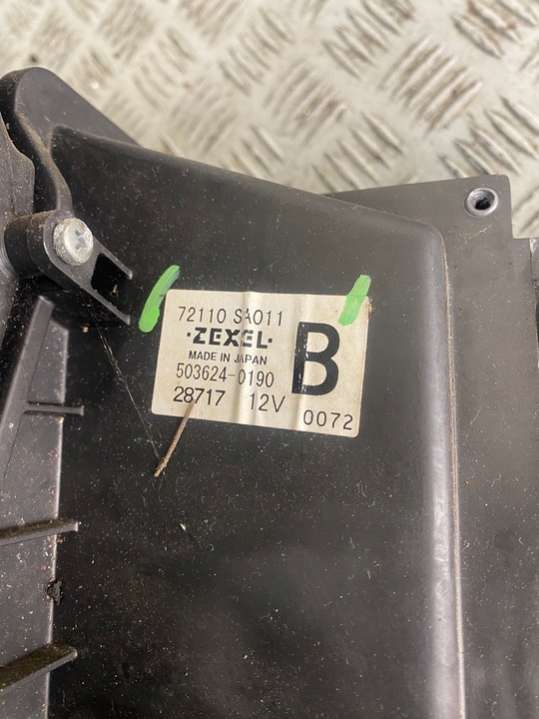 72110 SA011
·ZEXEL·
MADE IN JAPAN
503624-0190
28717 12V
B
0072